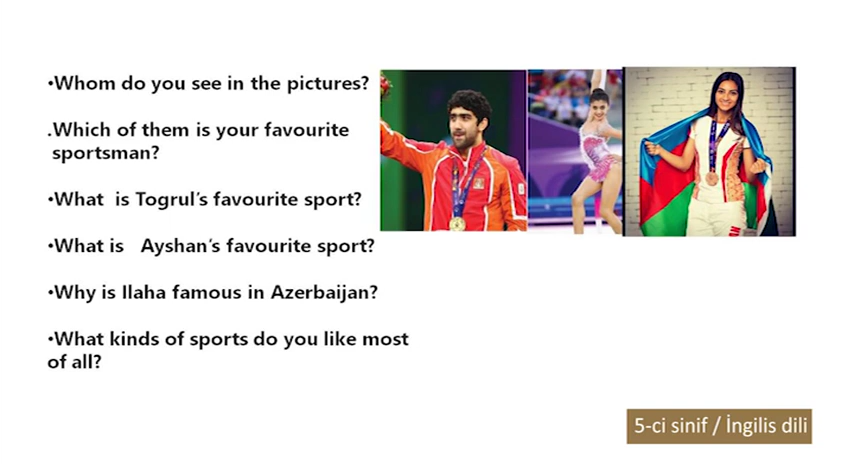 •Whom do you see in the pictures?
.Which of them is your favourite
sportsman?
•What is Togrul's favourite sport?
•What is Ayshan's favourite sport?
•Why is Ilaha famous in Azerbaijan?
•What kinds of sports do you like most
of all?
5-ci sinif / İngilis dili